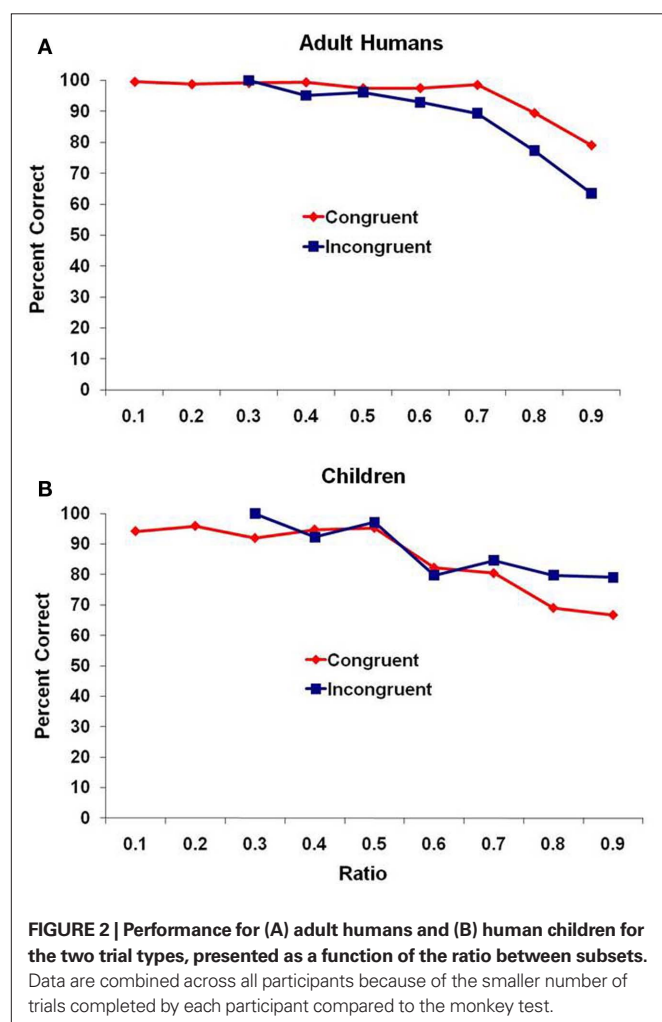 A
Adult Humans
100
90
80
70
60
50
40
30
20
10
0
Percent Correct
Congruent
Incongruent
0.1 0.2 0.3 0.4 0.5 0.6 0.7 0.8 0.9
B
Children
100
90
80
70
60
50
40
30
20
10
0
Percent Correct
Congruent
Incongruent
0.1 0.2 0.3 0.4 0.5 0.6 0.7 0.8 0.9
Ratio
FIGURE 2 | Performance for (A) adult humans and (B) human children for
the two trial types, presented as a function of the ratio between subsets.
Data are combined across all participants because of the smaller number of
trials completed by each participant compared to the monkey test.